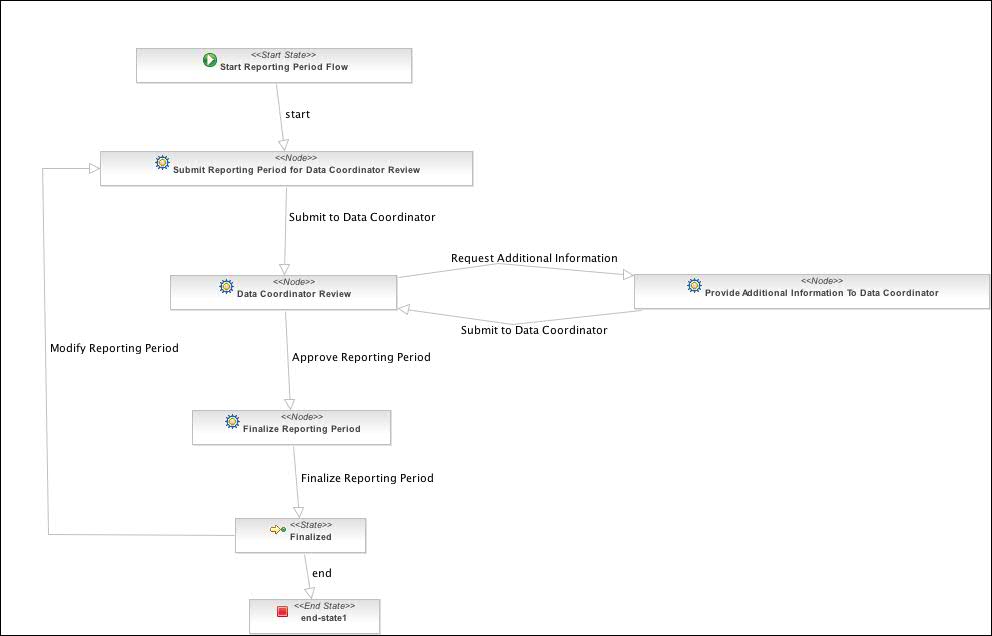 <<Start State>>
Start Reporting Period Flow
start
<<Node>>
Submit Reporting Period for Data Coordinator Review
Submit to Data Coordinator
Request Additional Information
<<Node>>
Data Coordinator Review
<<Node>>
Provide Additional Information To Data Coordinator
Submit to Data Coordinator
Modify Reporting Period
Approve Reporting Period
<<Node>>
Finalize Reporting Period
Finalize Reporting Period
<<State>>
Finalized
end
<<End State>>
end-state1